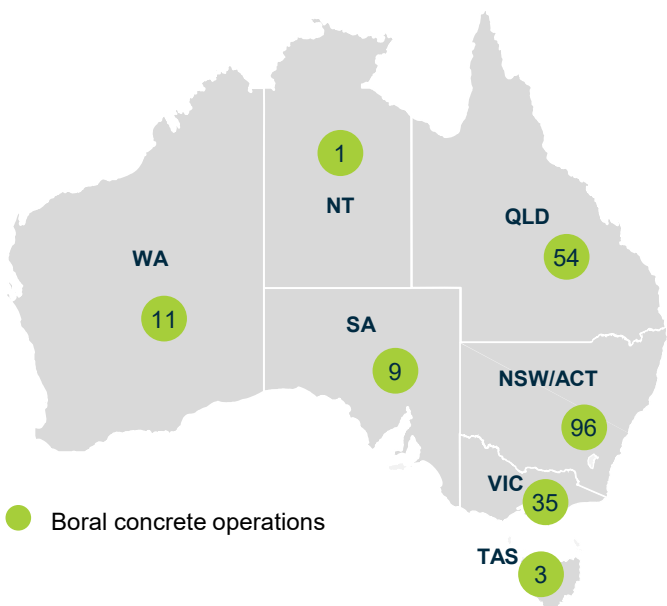 1
NT
QLD
54
WA
11
SA
9
NSW/ACT
96
VIC
35
Boral concrete operations
TAS
3